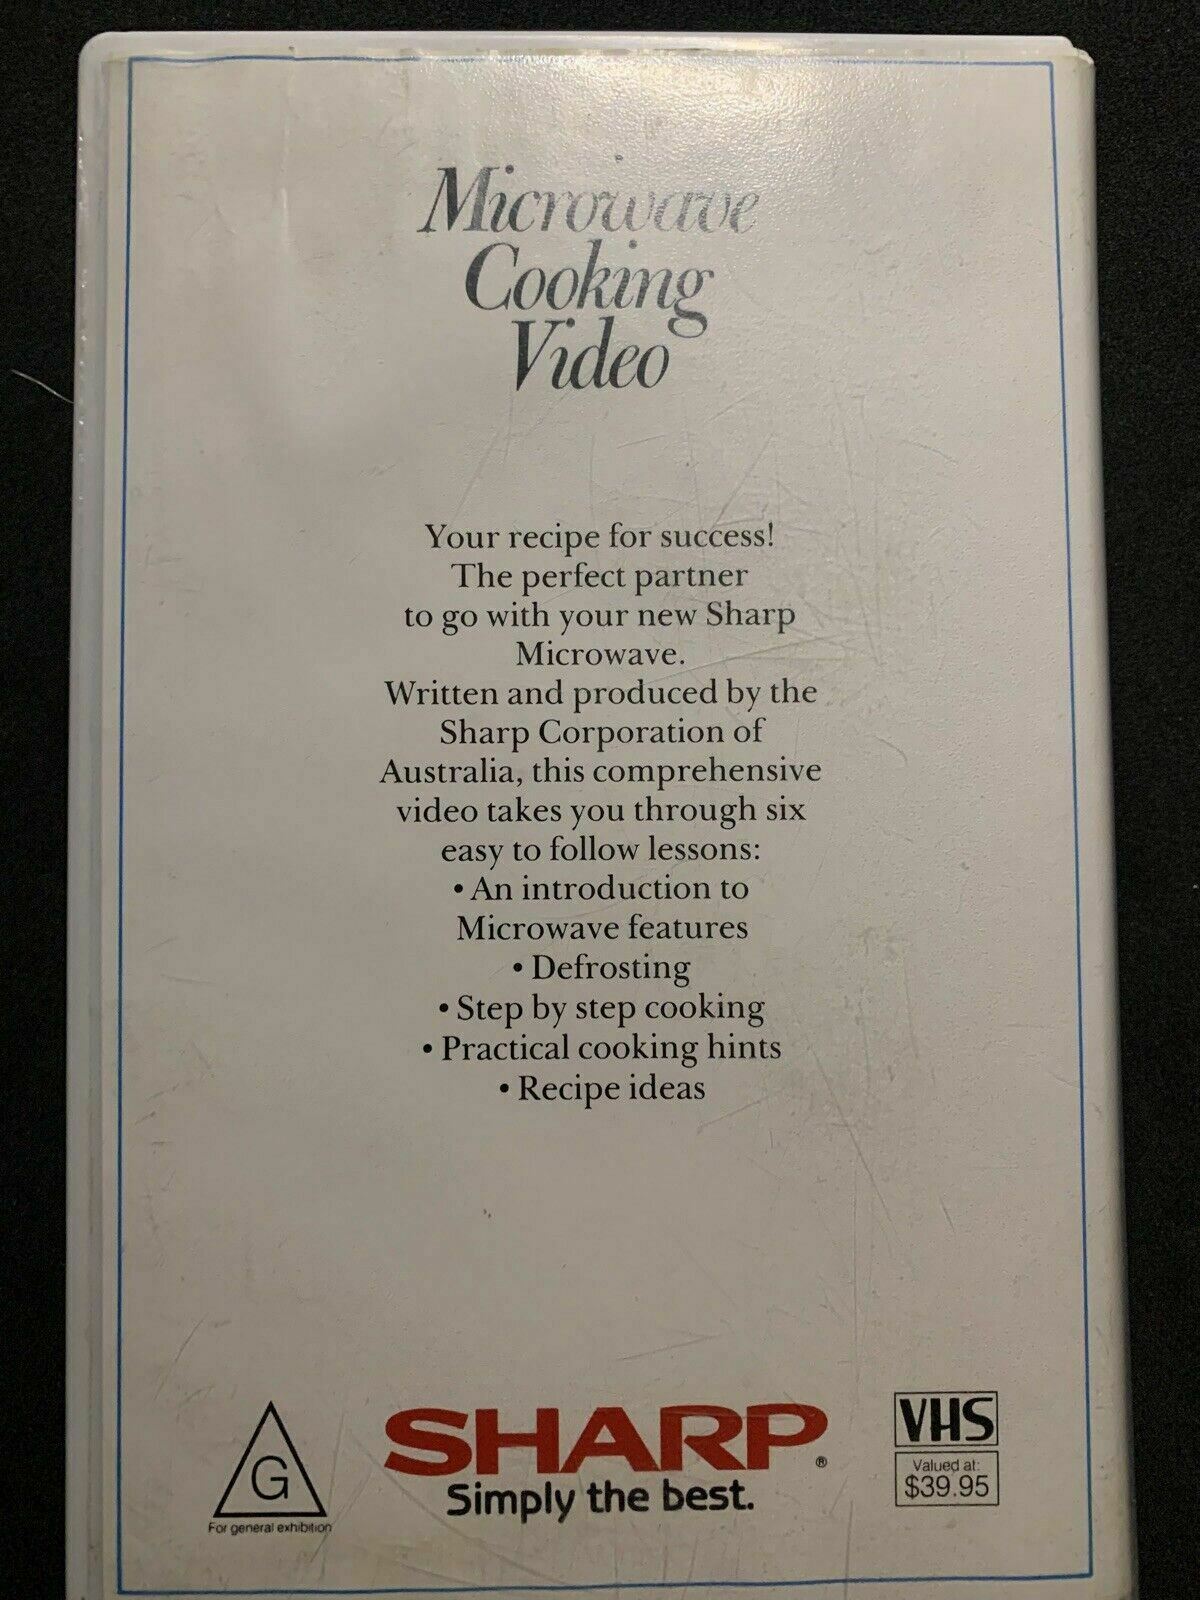 Microwave
Cooking
Video
Your recipe for success!
The perfect partner
to go with your new Sharp
Microwave.
Written and produced by the
Sharp Corporation of
Australia, this comprehensive
video takes you through six
easy to follow lessons:
• An introduction to
Microwave features
• Defrosting
• Step by step cooking
• Practical cooking hints
• Recipe ideas
G
For general exhibition
SHARP®
Simply the best.
VHS
Valued at:
$39.95